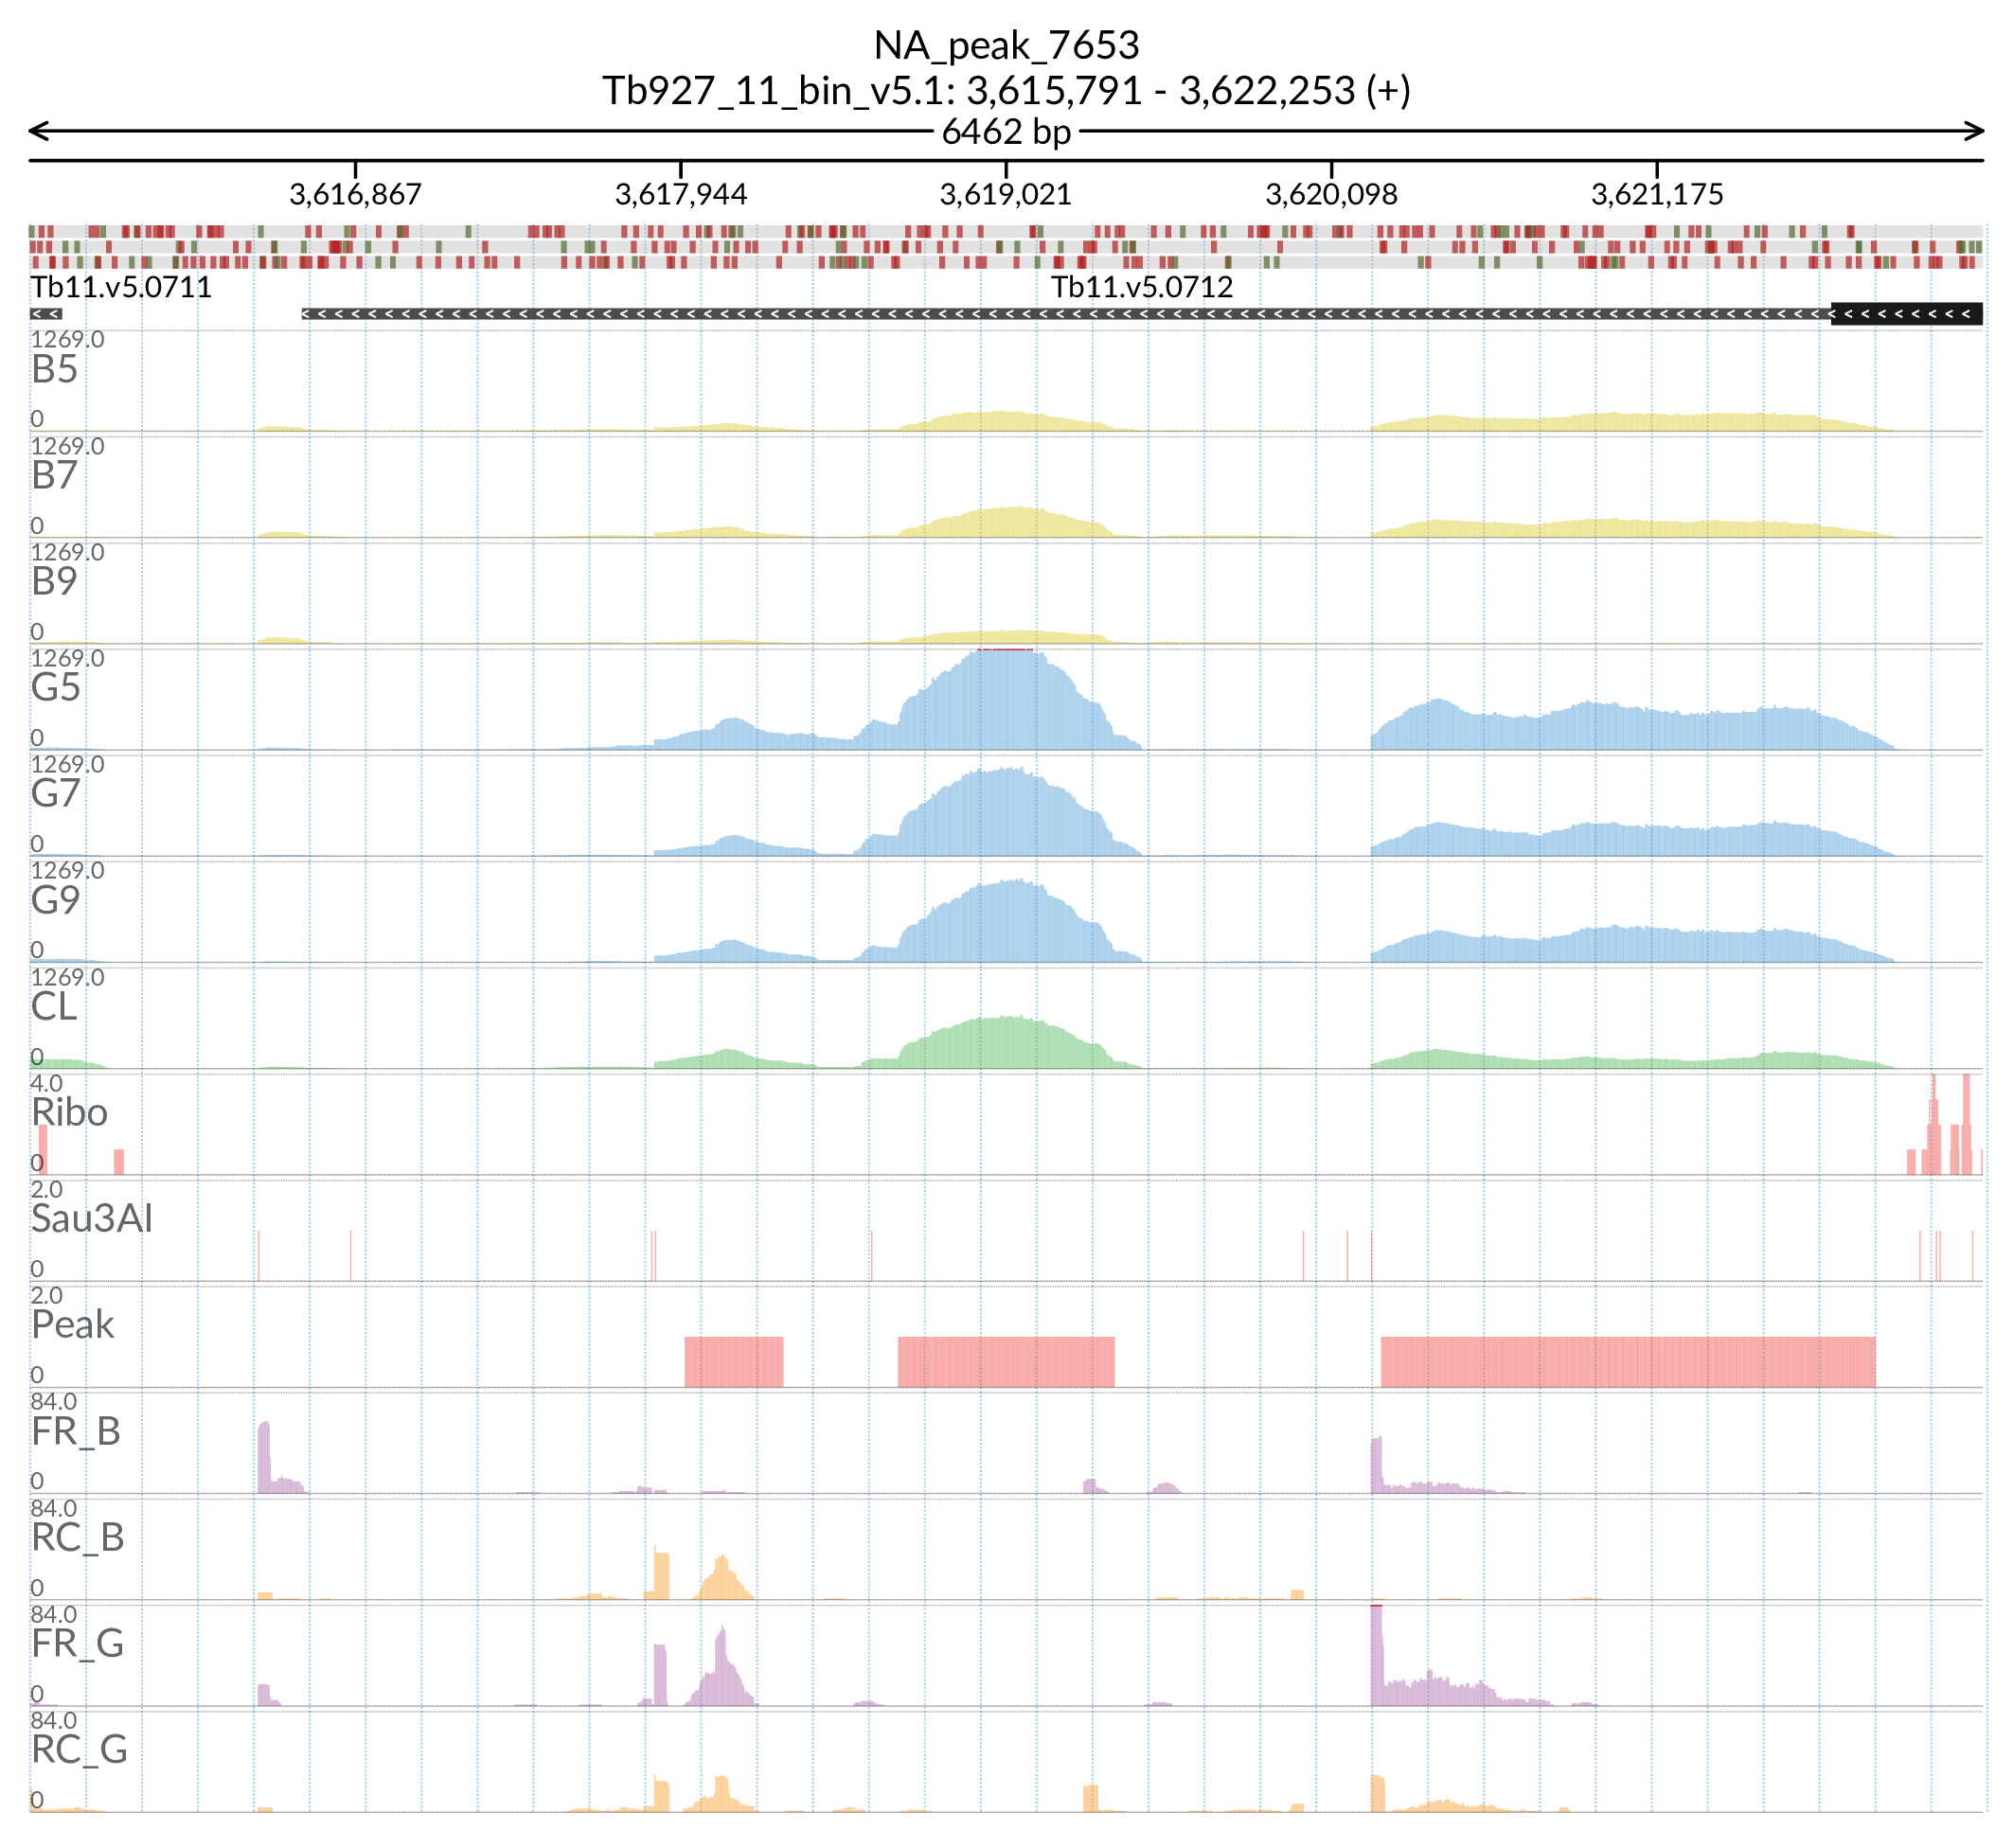 NA_peak_7653
Tb927_11_bin_v5.1: 3,615,791 - 3,622,253 (+)
6462 bp
3,616,867 3,617,944 3,619,021 3,620,098 3,621,175
Tb11.v5.0711 Tb11.v5.0712
1269.0
B5
0
1269.0
B7
0
1269.0
B9
0
1269.0
G5
0
1269.0
G7
0
1269.0
G9
0
1269.0
CL
0
4.0
Ribo
0
2.0
Sau3AI
0
2.0
Peak
0
84.0
FR_B
0
84.0
RC_B
0
84.0
FR_G
0
84.0
RC_G
0